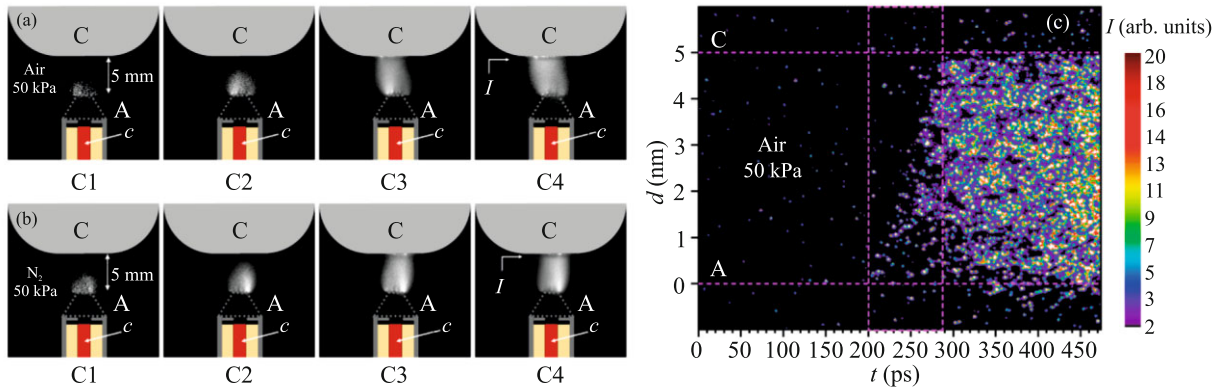 (a)
C
C
C
C
Air
50 kPa
5 mm
I
A
A
A
A
c
c
c
c
C1
C2
C3
C4
(b)
C
C
C
C
N₂
50 kPa
5 mm
I
A
A
A
A
c
c
c
c
C1
C2
C3
C4
(c)
I (arb. units)
C
A
Air
50 kPa
d (nm)
5
4
3
2
1
0
0
50
100
150
200
250
300
350
400
450
t (ps)
20
18
16
14
13
11
9
7
5
3
2